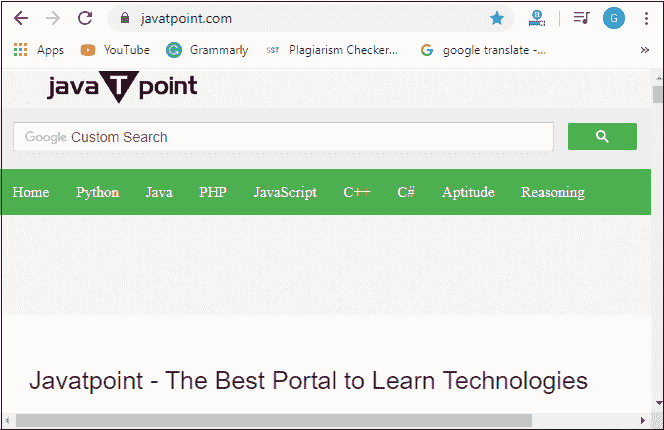 javatpoint.com
G
Apps YouTube Grammarly SST Plagiarism Checker... google translate -...
java T point
Google Custom Search
Home Python Java PHP JavaScript C++ C# Aptitude Reasoning
Javatpoint - The Best Portal to Learn Technologies